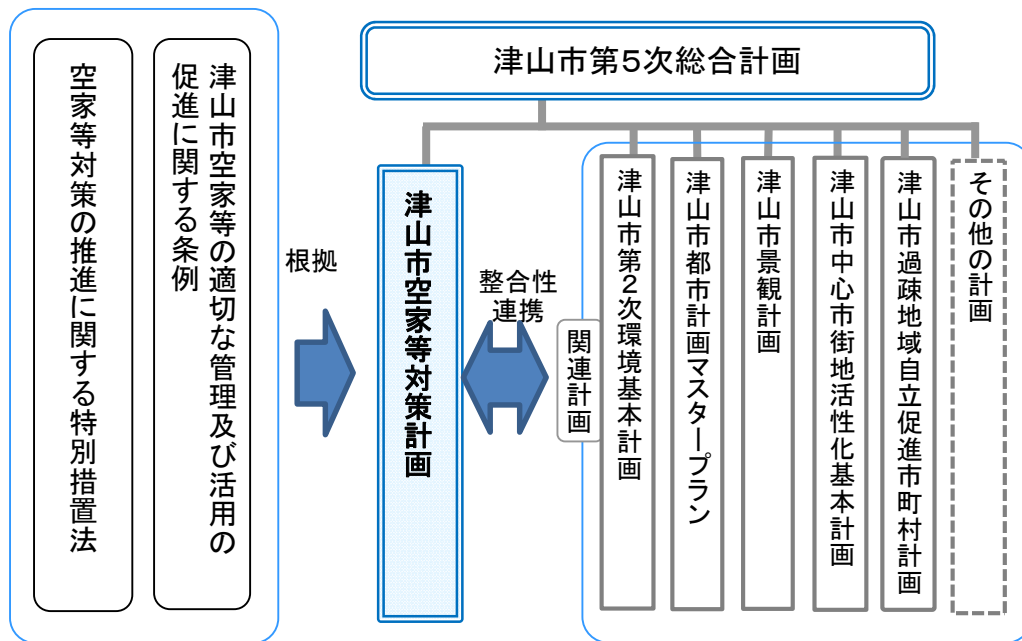 津山市第５次総合計画
空家等対策の推進に関する特別措置法
津山市空家等の適切な管理及び活用の
促進に関する条例
根拠
津山市空家等対策計画
整合性
連携
関連計画
津山市第２次環境基本計画
津山市都市計画マスタープラン
津山市景観計画
津山市中心市街地活性化基本計画
津山市過疎地域自立促進市町村計画
その他の計画